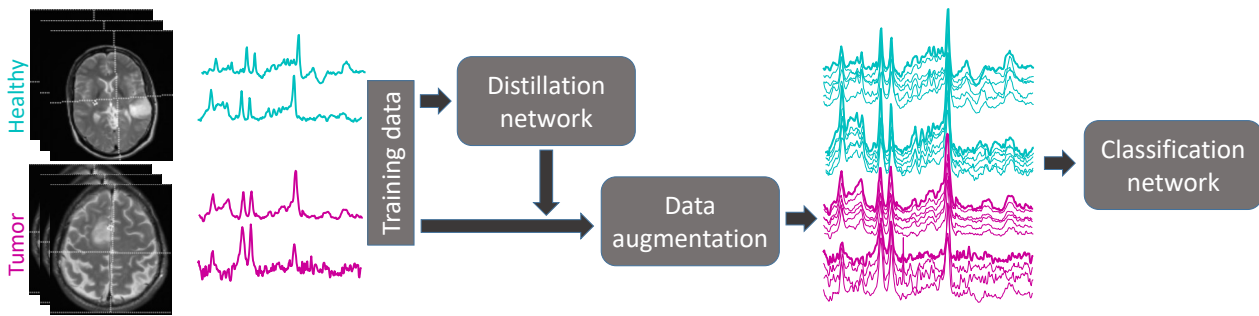 Healthy
Tumor
Training data
Distillation
network
Data
augmentation
Classification
network